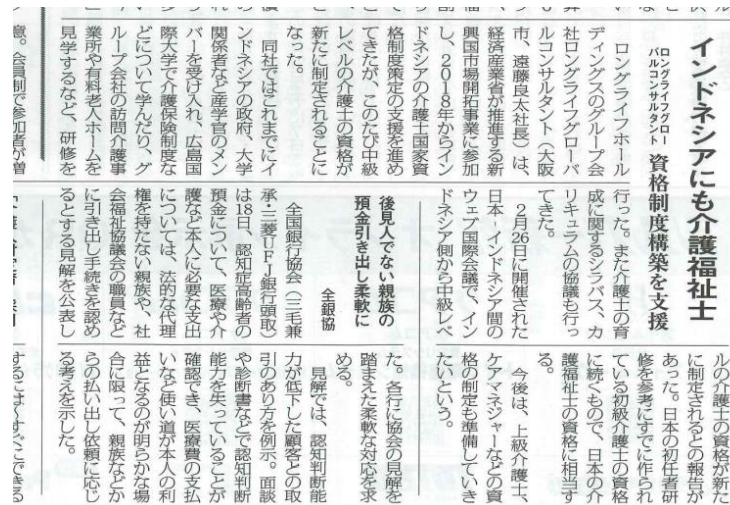 インドネシアにも介護福祉士
ロングライフグロー
バルコンサルタント
資格制度構築を支援
ロングライフホール
ディングスのグループ会
社ロングライフグローバ
ルコンサルタント（大阪
市、遠藤良太社長）は、
経済産業省が推進する新
興国市場開拓事業に参加
し、2018年からイン
ドネシアの介護士国家資
格制度策定の支援を進め
てきたが、このたび中級
レベルの介護士の資格が
新たに制定されることに
なった。
同社ではこれまでにイ
ンドネシアの政府、大学
関係者など産学官のメン
バーを受け入れ、広島国
際大学で介護保険制度な
どについて学んだり、グ
ループ会社の訪問介護事
業所や有料老人ホームを
見学するなど、研修を
行った。また介護士の育
成に関するシラバス、カ
リキュラムの協議も行っ
てきた。
2月26日に開催された
日本-インドネシア間の
ウェブ国際会議で、イン
ドネシア側から中級レベ
ルの介護士の資格が新た
に制定されるとの報告が
あった。日本の初任者研
修を参考にすでに作られ
ている初級介護士の資格
に続くもので、日本の介
護福祉士の資格に相当す
る。
今後は、上級介護士、
ケアマネジャーなどの資
格の制定も準備していき
たいという。
後見人でない親族の
預金引き出し柔軟に
全銀協
全国銀行協会（三毛兼
承・三菱UFJ銀行頭取）
は18日、認知症高齢者の
預金について、医療や介
護など本人に必要な支出
については、法的な代理
権を持たない親族や、社
会福祉協議会の職員など
に引き出し手続きを認め
るとする見解を公表し
た。各行に協会の見解を
踏まえた柔軟な対応を求
める。
見解では、認知判断能
力が低下した顧客との取
引のあり方を例示。面談
や診断書などで認知判断
能力を失っていることが
確認でき、医療費の支払
いなど使い道が本人の利
益となるのが明らかな場
合に限って、親族などか
らの払い出し依頼に応じ
る考えを示した。
意。会員制で参加者が増